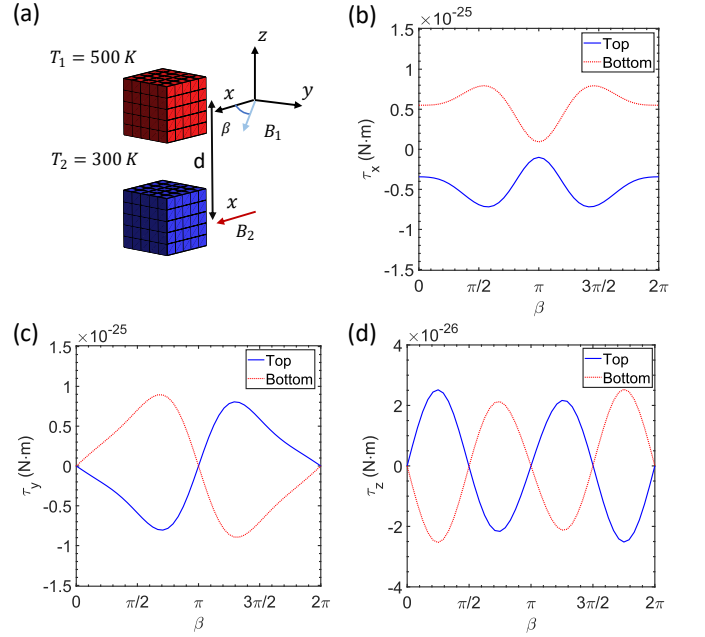 (a)
T₁ = 500 K
z
x
y
β
B₁
T₂ = 300 K
d
x
B₂
(b)
×10⁻²⁵
1.5
1
0.5
0
-0.5
-1
-1.5
τₓ (N·m)
Top
Bottom
0
π/2
π
3π/2
2π
β
(c)
×10⁻²⁵
1.5
1
0.5
0
-0.5
-1
-1.5
τᵧ (N·m)
Top
Bottom
0
π/2
π
3π/2
2π
β
(d)
×10⁻²⁶
4
2
0
-2
-4
τ_z (N·m)
Top
Bottom
0
π/2
π
3π/2
2π
β